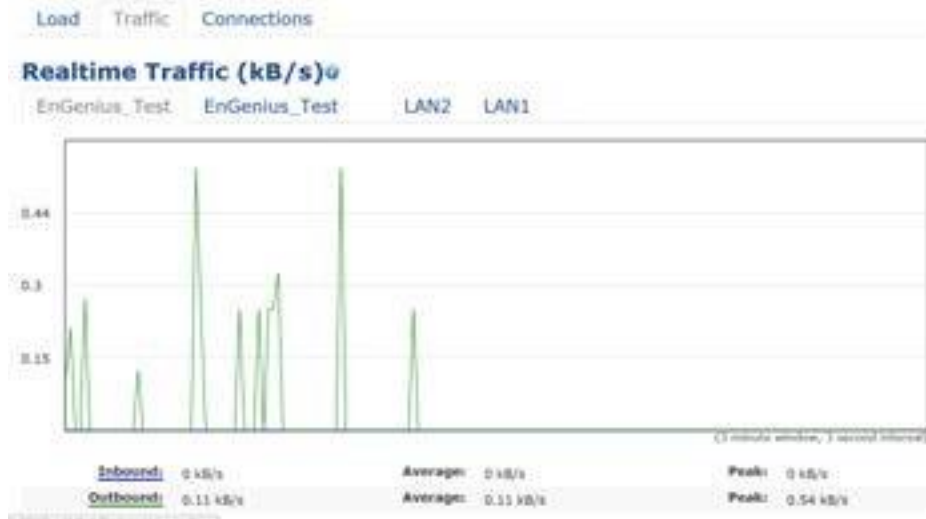 Load Traffic Connections
Realtime Traffic (kB/s)
EnGenius_Test EnGenius_Test LAN2 LAN1
0.44
0.3
0.15
(3 minute window, 3 second interval)
Inbound: 0 kB/s Average: 0 kB/s Peak: 0 kB/s
Outbound: 0.11 kB/s Average: 0.11 kB/s Peak: 0.54 kB/s